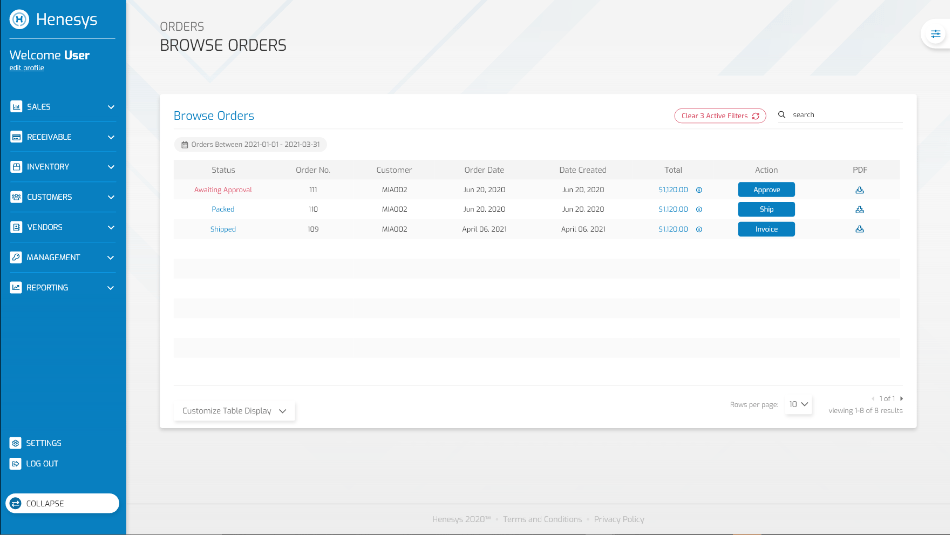 Henesys
Welcome User
edit profile
SALES
RECEIVABLE
INVENTORY
CUSTOMERS
VENDORS
MANAGEMENT
REPORTING
SETTINGS
LOG OUT
COLLAPSE
ORDERS
BROWSE ORDERS
Browse Orders
Clear 3 Active Filters
search
Orders Between 2021-01-01 - 2021-03-31
Status Order No. Customer Order Date Date Created Total Action PDF
Awaiting Approval 111 MIA002 Jun 20, 2020 Jun 20, 2020 $1,120.00 Approve
Packed 110 MIA002 Jun 20, 2020 Jun 20, 2020 $1,120.00 Ship
Shipped 109 MIA002 April 06, 2021 April 06, 2021 $1,120.00 Invoice
Customize Table Display
Rows per page: 10
1 of 1
viewing 1-8 of 8 results
Henesys 2020™ • Terms and Conditions • Privacy Policy